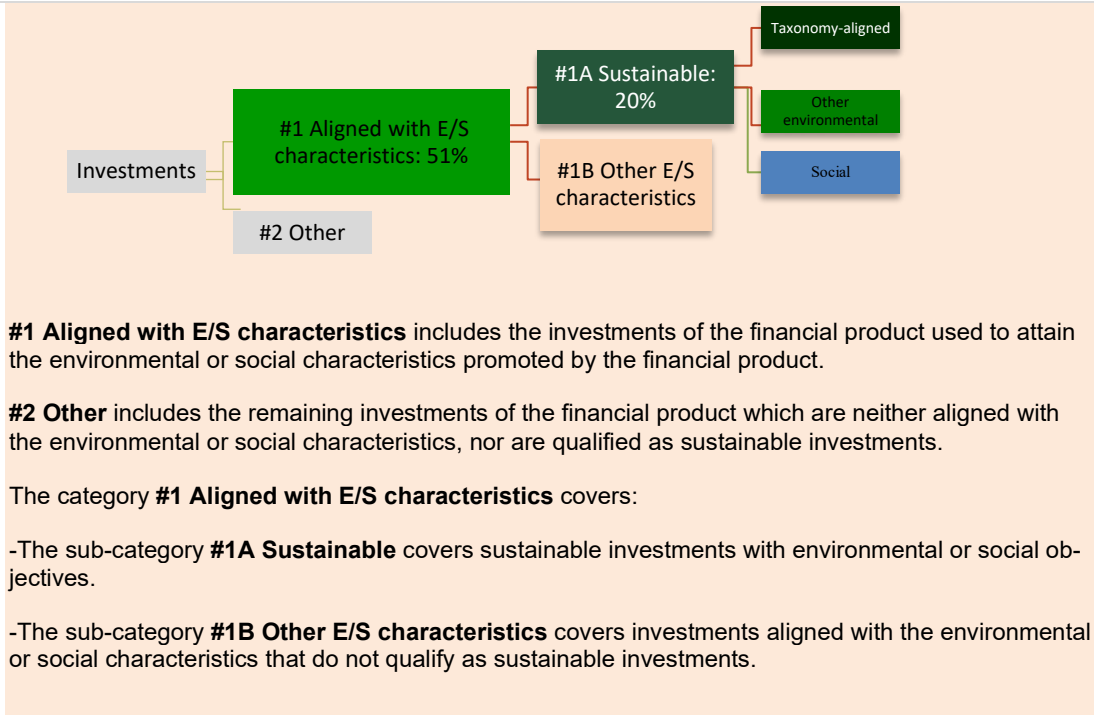 Taxonomy-aligned
#1A Sustainable:
20%
Other
environmental
#1 Aligned with E/S
characteristics: 51%
Investments
#1B Other E/S
characteristics
Social
#2 Other
#1 Aligned with E/S characteristics includes the investments of the financial product used to attain
the environmental or social characteristics promoted by the financial product.
#2 Other includes the remaining investments of the financial product which are neither aligned with
the environmental or social characteristics, nor are qualified as sustainable investments.
The category #1 Aligned with E/S characteristics covers:
-The sub-category #1A Sustainable covers sustainable investments with environmental or social ob-
jectives.
-The sub-category #1B Other E/S characteristics covers investments aligned with the environmental
or social characteristics that do not qualify as sustainable investments.